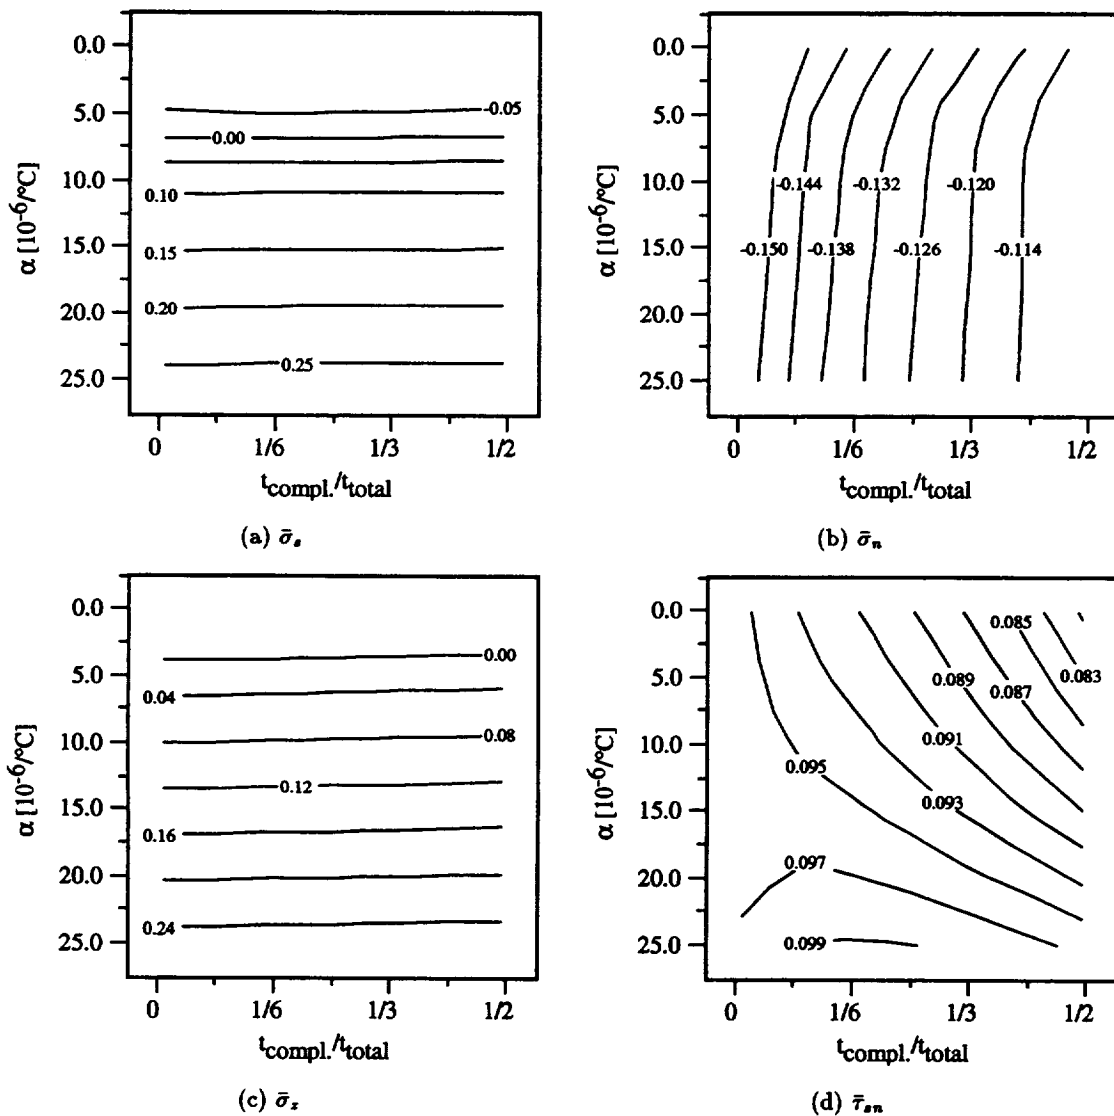 0.0
5.0
10.0
15.0
20.0
25.0
α [10⁻⁶/°C]
-0.05
0.00
0.10
0.15
0.20
0.25
0 1/6 1/3 1/2
t_compl./t_total
(a) σ̄ₛ
0.0
5.0
10.0
15.0
20.0
25.0
α [10⁻⁶/°C]
-0.144 -0.132 -0.120
-0.150 -0.138 -0.126 -0.114
0 1/6 1/3 1/2
t_compl./t_total
(b) σ̄ₙ
0.0
5.0
10.0
15.0
20.0
25.0
α [10⁻⁶/°C]
0.00
0.04
0.08
0.12
0.16
0.24
0 1/6 1/3 1/2
t_compl./t_total
(c) σ̄_z
0.0
5.0
10.0
15.0
20.0
25.0
α [10⁻⁶/°C]
0.085
0.089 0.087 0.083
0.091
0.095
0.093
0.097
0.099
0 1/6 1/3 1/2
t_compl./t_total
(d) τ̄ₛₙ